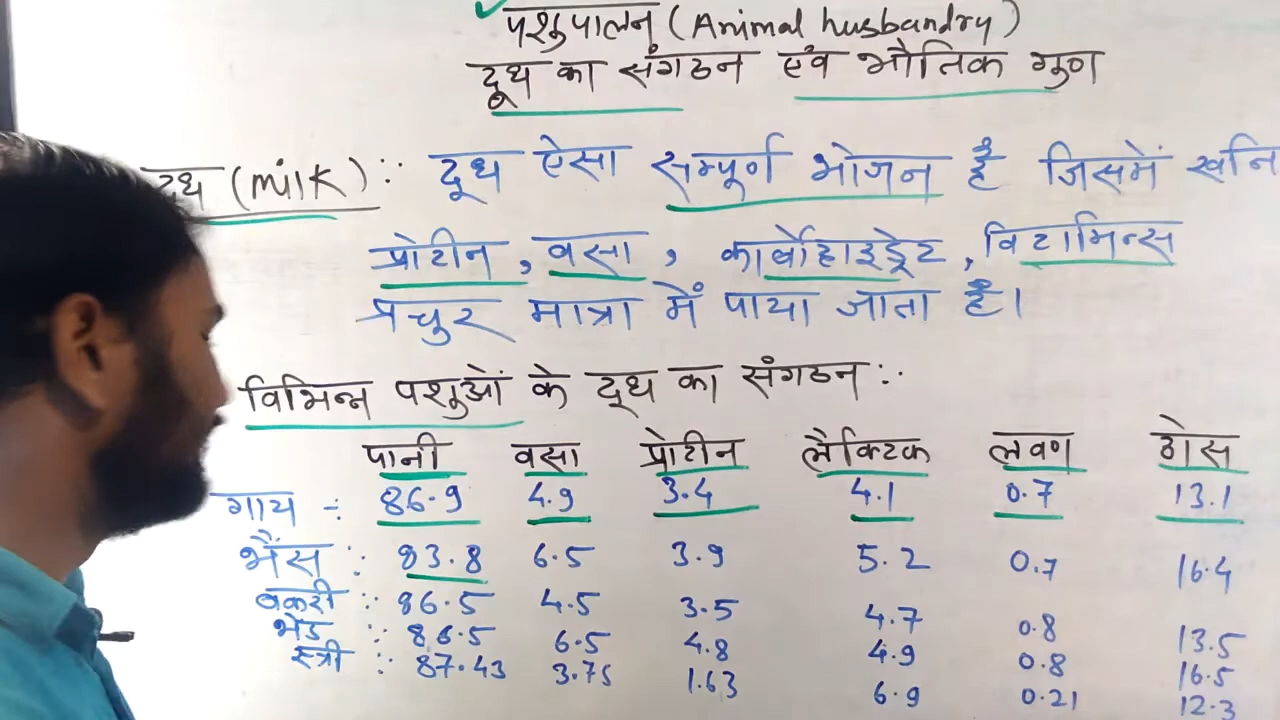 पशुपालन (Animal husbandry)
दूध का संगठन एंव भौतिक गुण
दूध (milk) :· दूध ऐसा सम्पूर्ण भोजन है जिसमें खनि
प्रोटीन, वसा, कार्वोहाइड्रेट, विटामिन्स
प्रचुर मात्रा में पाया जाता है।
विभिन्न पशुओं के दूध का संगठन :·
पानी वसा प्रोटीन लैक्टिक लवण ठोस
गाय -: 86.9 4.9 3.4 4.1 0.7 13.1
भैंस :· 83.8 6.5 3.9 5.2 0.7 16.4
बकरी :· 86.5 4.5 3.5 4.7 0.8 13.5
भेड :· 86.5 6.5 4.8 4.9 0.8 16.5
स्त्री :· 87.43 3.75 1.63 6.9 0.21 12.3